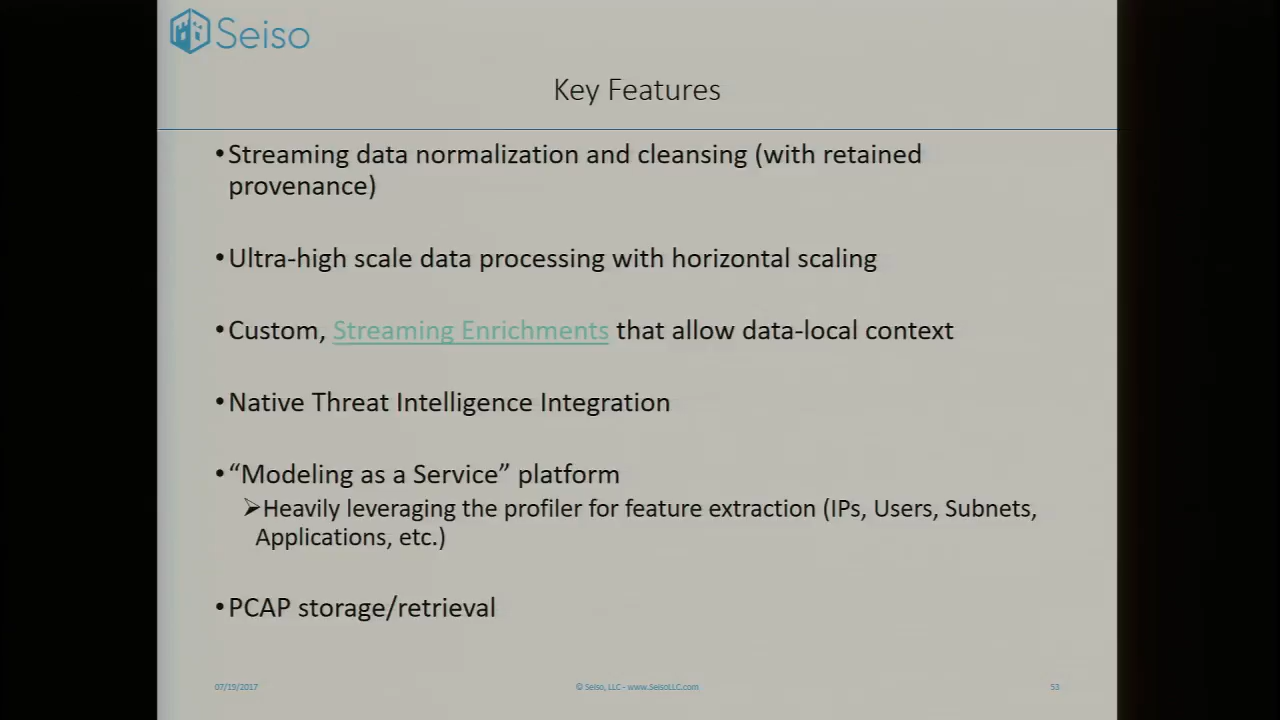 Seiso
Key Features
•Streaming data normalization and cleansing (with retained
provenance)
•Ultra-high scale data processing with horizontal scaling
•Custom, Streaming Enrichments that allow data-local context
•Native Threat Intelligence Integration
•“Modeling as a Service” platform
➢Heavily leveraging the profiler for feature extraction (IPs, Users, Subnets,
Applications, etc.)
•PCAP storage/retrieval
07/19/2017 © Seiso, LLC - www.SeisoLLC.com 53